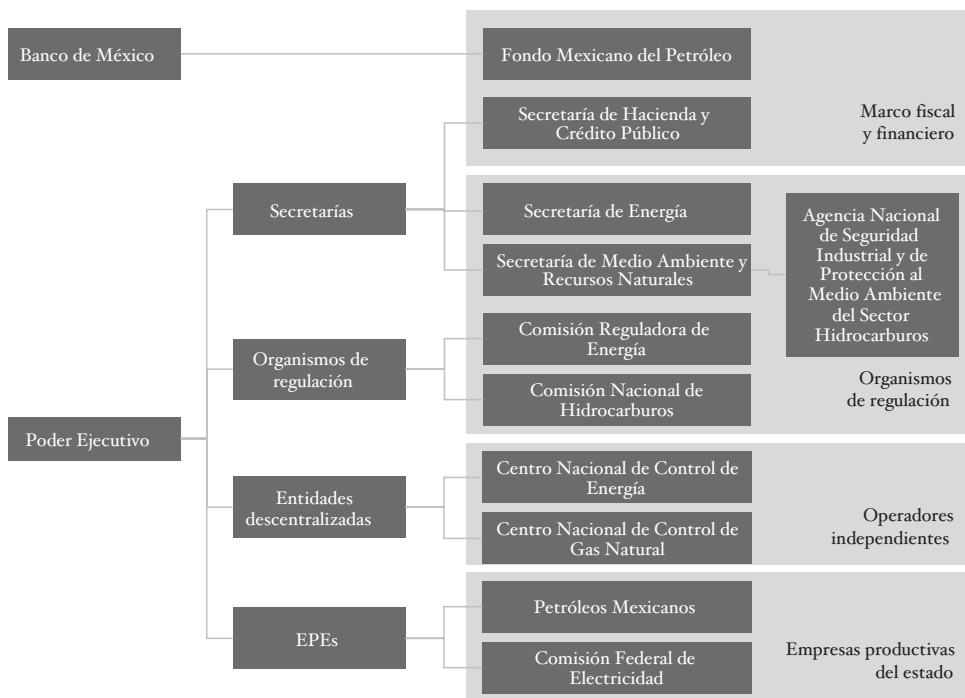 Banco de México
Fondo Mexicano del Petróleo
Secretaría de Hacienda y
Crédito Público
Marco fiscal
y financiero
Secretarías
Secretaría de Energía
Secretaría de Medio Ambiente y
Recursos Naturales
Agencia Nacional
de Seguridad
Industrial y de
Protección al
Medio Ambiente
del Sector
Hidrocarburos
Organismos de
regulación
Comisión Reguladora de
Energía
Comisión Nacional de
Hidrocarburos
Organismos
de regulación
Poder Ejecutivo
Entidades
descentralizadas
Centro Nacional de Control de
Energía
Centro Nacional de Control de
Gas Natural
Operadores
independientes
EPEs
Petróleos Mexicanos
Comisión Federal de
Electricidad
Empresas productivas
del estado